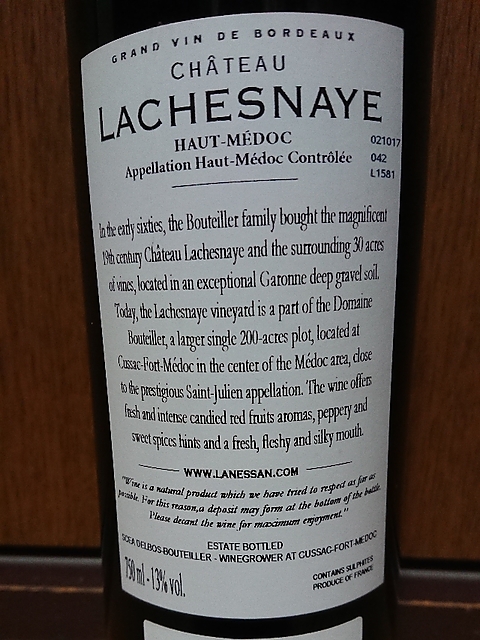 GRAND VIN DE BORDEAUX
CHÂTEAU
LACHESNAYE
HAUT-MÉDOC
Appellation Haut-Médoc Contrôlée
021017
042
L1581
In the early sixties, the Bouteiller family bought the magnificent
19th century Château Lachesnaye and the surrounding 30 acres
of vines, located in an exceptional Garonne deep gravel soil.
Today, the Lachesnaye vineyard is a part of the Domaine
Bouteiller, a larger single 200-acres plot, located at
Cussac-Fort-Médoc in the center of the Médoc area, close
to the prestigious Saint-Julien appellation. The wine offers
fresh and intense candied red fruits aromas, peppery and
sweet spices hints and a fresh, fleshy and silky mouth.
WWW.LANESSAN.COM
"Wine is a natural product which we have tried to respect as far as
possible. For this reason, a deposit may form at the bottom of the bottle.
Please decant the wine for maximum enjoyment."
ESTATE BOTTLED
SCEA DELBOS-BOUTEILLER - WINEGROWER AT CUSSAC-FORT-MEDOC
750 ml - 13% vol.
CONTAINS SULPHITES
PRODUCE OF FRANCE